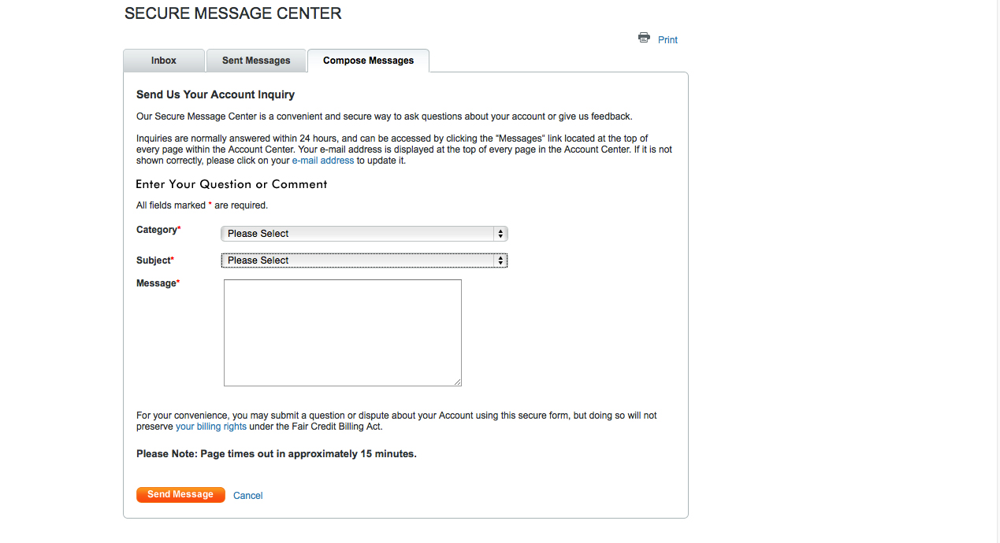 SECURE MESSAGE CENTER
Print
Inbox
Sent Messages
Compose Messages
Send Us Your Account Inquiry
Our Secure Message Center is a convenient and secure way to ask questions about your account or give us feedback.
Inquiries are normally answered within 24 hours, and can be accessed by clicking the "Messages" link located at the top of
every page within the Account Center. Your e-mail address is displayed at the top of every page in the Account Center. If it is not
shown correctly, please click on your e-mail address to update it.
Enter Your Question or Comment
All fields marked * are required.
Category*
Please Select
Subject*
Please Select
Message*
For your convenience, you may submit a question or dispute about your Account using this secure form, but doing so will not
preserve your billing rights under the Fair Credit Billing Act.
Please Note: Page times out in approximately 15 minutes.
Send Message
Cancel